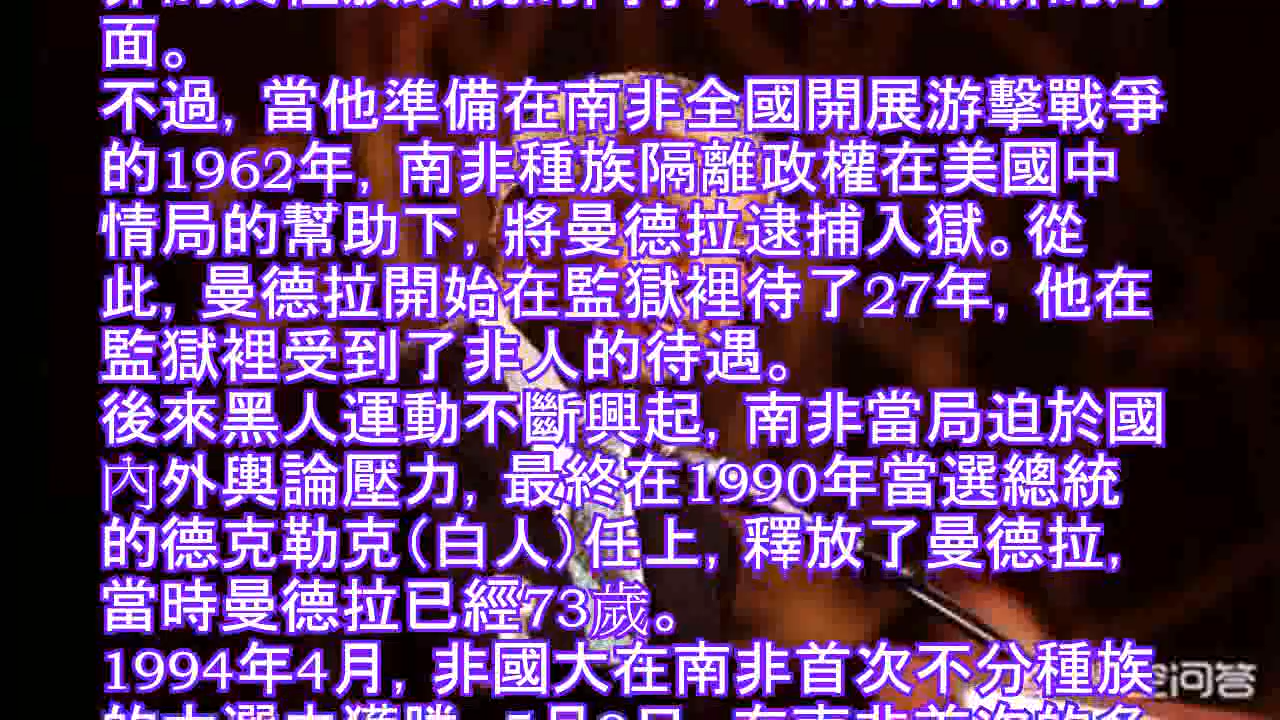 面。
不過, 當他準備在南非全國開展游擊戰爭
的1962年, 南非種族隔離政權在美國中
情局的幫助下, 將曼德拉逮捕入獄。從
此, 曼德拉開始在監獄裡待了27年, 他在
監獄裡受到了非人的待遇。
後來黑人運動不斷興起, 南非當局迫於國
內外輿論壓力, 最終在1990年當選總統
的德克勒克(白人)任上, 釋放了曼德拉,
當時曼德拉已經73歲。
1994年4月, 非國大在南非首次不分種族
问答